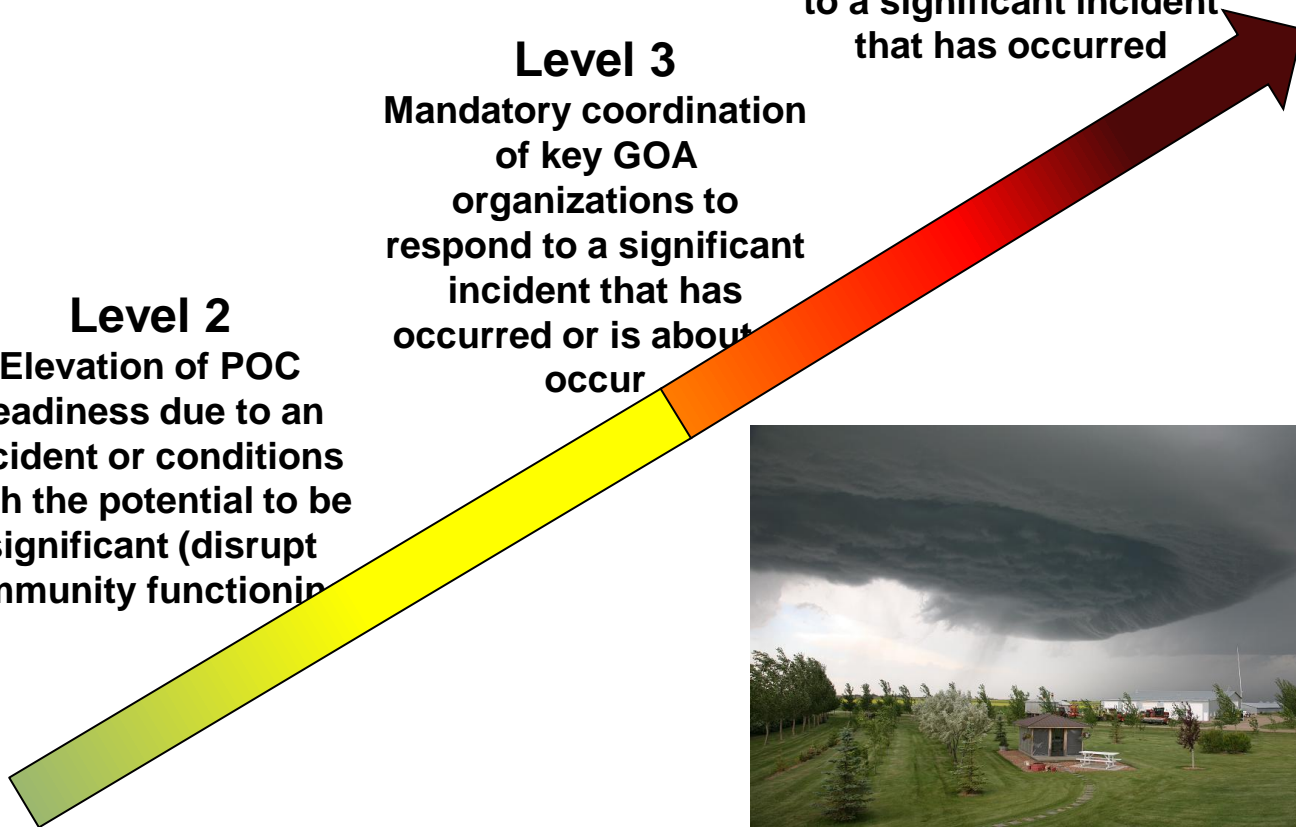 Level 2
Elevation of POC
due to an
or conditions
the potential to be
significant (disrupt
Level 3
Mandatory coordination
of key GOA
organizations to
respond to a significant
incident that has
occurred or is about
occur
to a significant incident
that has occurred